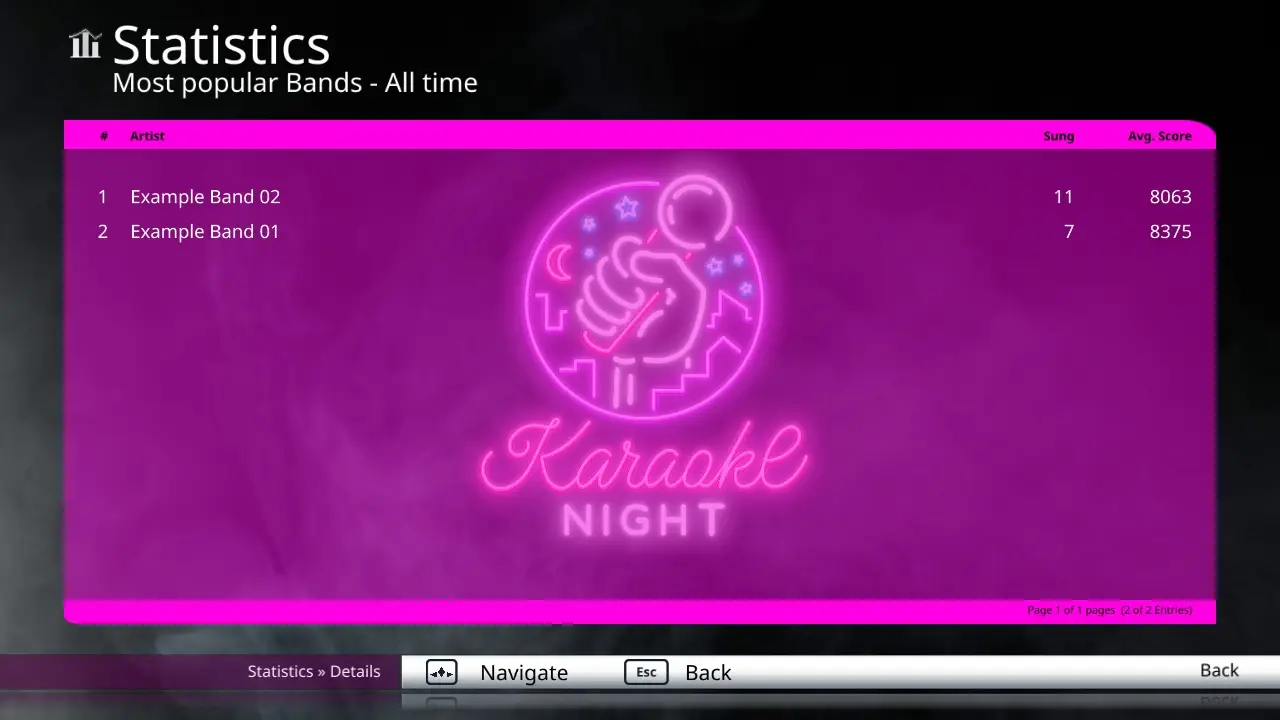 Statistics
Most popular Bands - All time
# Artist Sung Avg. Score
1 Example Band 02 11 8063
2 Example Band 01 7 8375
Karaoke
NIGHT
Page 1 of 1 pages (2 of 2 Entries)
Statistics » Details Navigate Esc Back Back